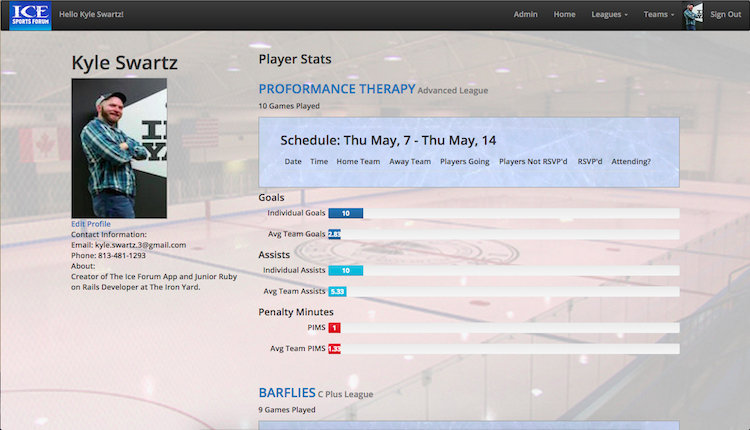 ICE
SPORTS FORUM
Hello Kyle Swartz!
Admin
Home
Leagues
Teams
Sign Out
Kyle Swartz
Edit Profile
Contact Information:
Email: kyle.swartz.3@gmail.com
Phone: 813-481-1293
About:
Creator of The Ice Forum App and Junior Ruby
on Rails Developer at The Iron Yard.
Player Stats
PROFORMANCE THERAPY Advanced League
10 Games Played
Schedule: Thu May, 7 - Thu May, 14
Date Time Home Team Away Team Players Going Players Not RSVP'd RSVP'd Attending?
Goals
Individual Goals 10
Avg Team Goals 2.83
Assists
Individual Assists 10
Avg Team Assists 5.33
Penalty Minutes
PIMS 1
Avg Team PIMS 1.33
BARFLIES C Plus League
9 Games Played